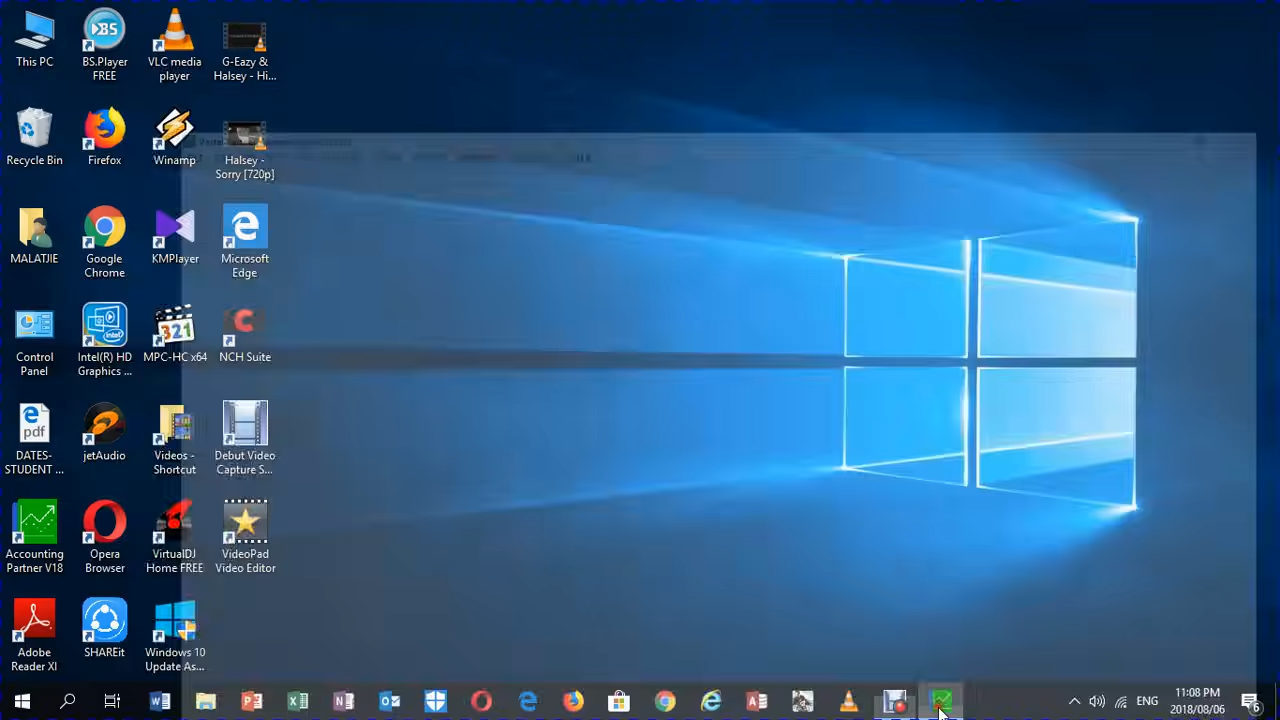 This PC
BS.Player
FREE
VLC media
player
G-Eazy &
Halsey - Hi...
Recycle Bin
Firefox
Winamp
Halsey -
Sorry [720p]
MALATJIE
Google
Chrome
KMPlayer
Microsoft
Edge
Control
Panel
Intel(R) HD
Graphics ...
MPC-HC x64
NCH Suite
DATES-
STUDENT ...
jetAudio
Videos -
Shortcut
Debut Video
Capture S...
Accounting
Partner V18
Opera
Browser
VirtualDJ
Home FREE
VideoPad
Video Editor
Adobe
Reader XI
SHAREit
Windows 10
Update As...
ENG
11:08 PM
2018/08/06
6